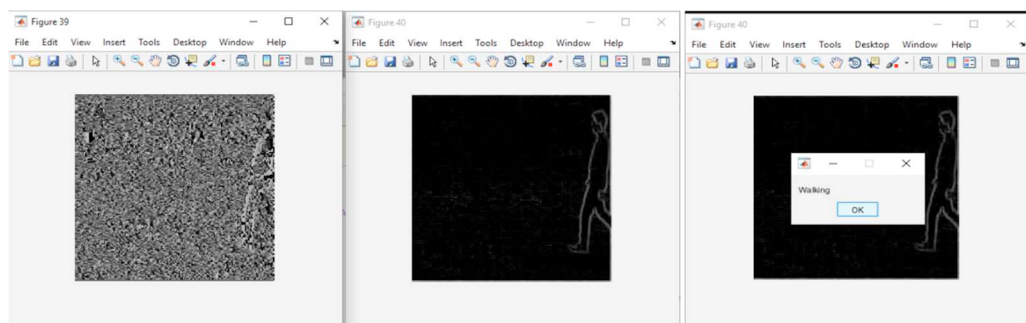 Figure 39
File Edit View Insert Tools Desktop Window Help
Figure 40
File Edit View Insert Tools Desktop Window Help
Figure 40
File Edit View Insert Tools Desktop Window Help
Walking
OK